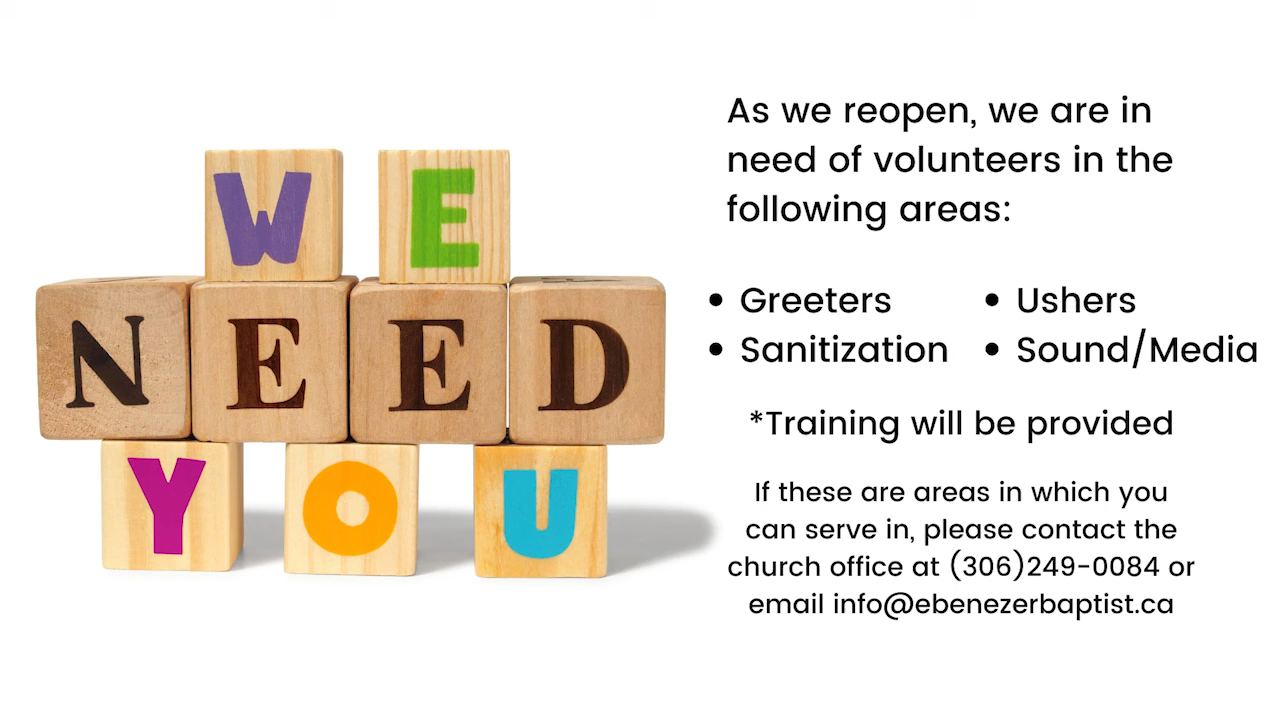 WE
NEED
YOU
As we reopen, we are in
need of volunteers in the
following areas:
• Greeters
• Sanitization
• Ushers
• Sound/Media
*Training will be provided
If these are areas in which you
can serve in, please contact the
church office at (306)249-0084 or
email info@ebenezerbaptist.ca